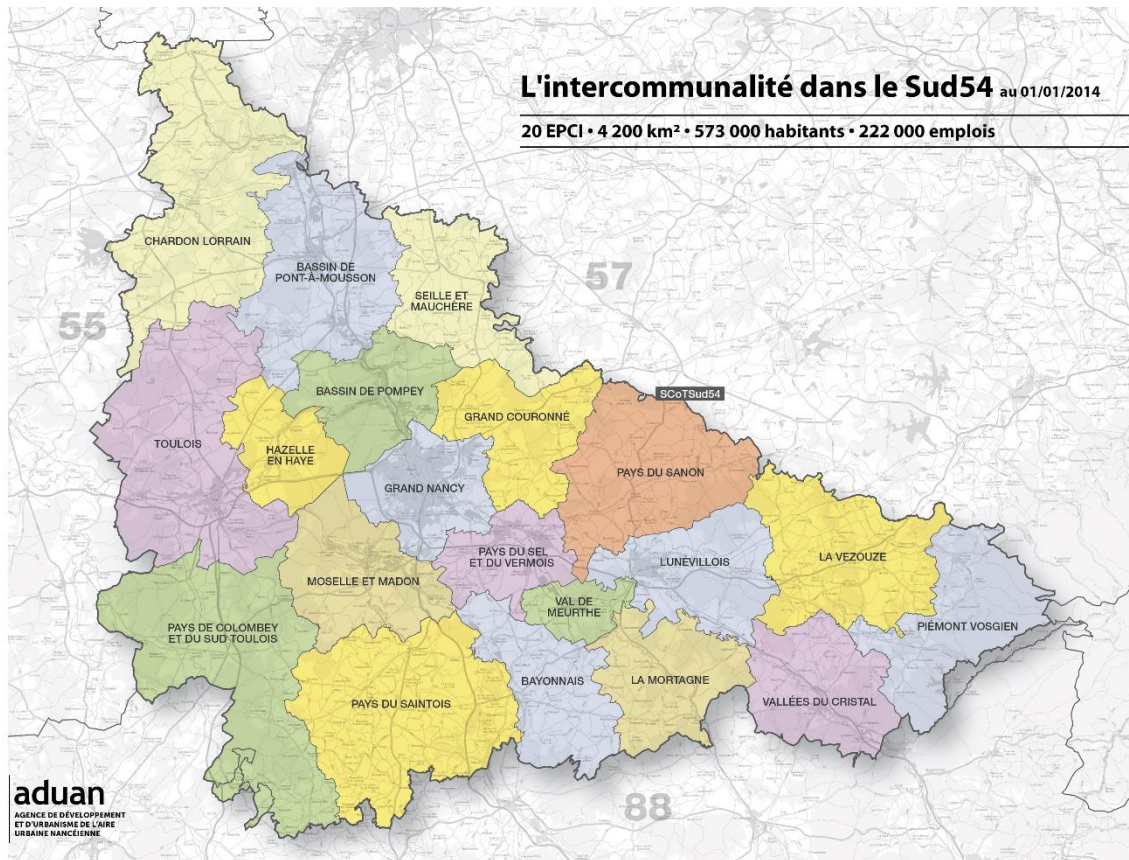 L'intercommunalité dans le Sud54 au 01/01/2014
20 EPCI • 4 200 km² • 573 000 habitants • 222 000 emplois
CHARDON LORRAIN
BASSIN DE
PONT-À-MOUSSON
SEILLE ET
MAUCHÈRE
57
55
SCoTSud54
BASSIN DE POMPEY
GRAND COURONNÉ
TOULOIS
HAZELLE
EN HAYE
PAYS DU SANON
GRAND NANCY
PAYS DU SEL
ET DU VERMOIS
LUNÉVILLOIS
LA VEZOUZE
MOSELLE ET MADON
VAL DE
MEURTHE
PAYS DE COLOMBEY
ET DU SUD TOULOIS
PIÉMONT VOSGIEN
BAYONNAIS
LA MORTAGNE
PAYS DU SAINTOIS
VALLÉES DU CRISTAL
88
aduan
AGENCE DE DÉVELOPPEMENT
ET D'URBANISME DE L'AIRE
URBAINE NANCÉIENNE